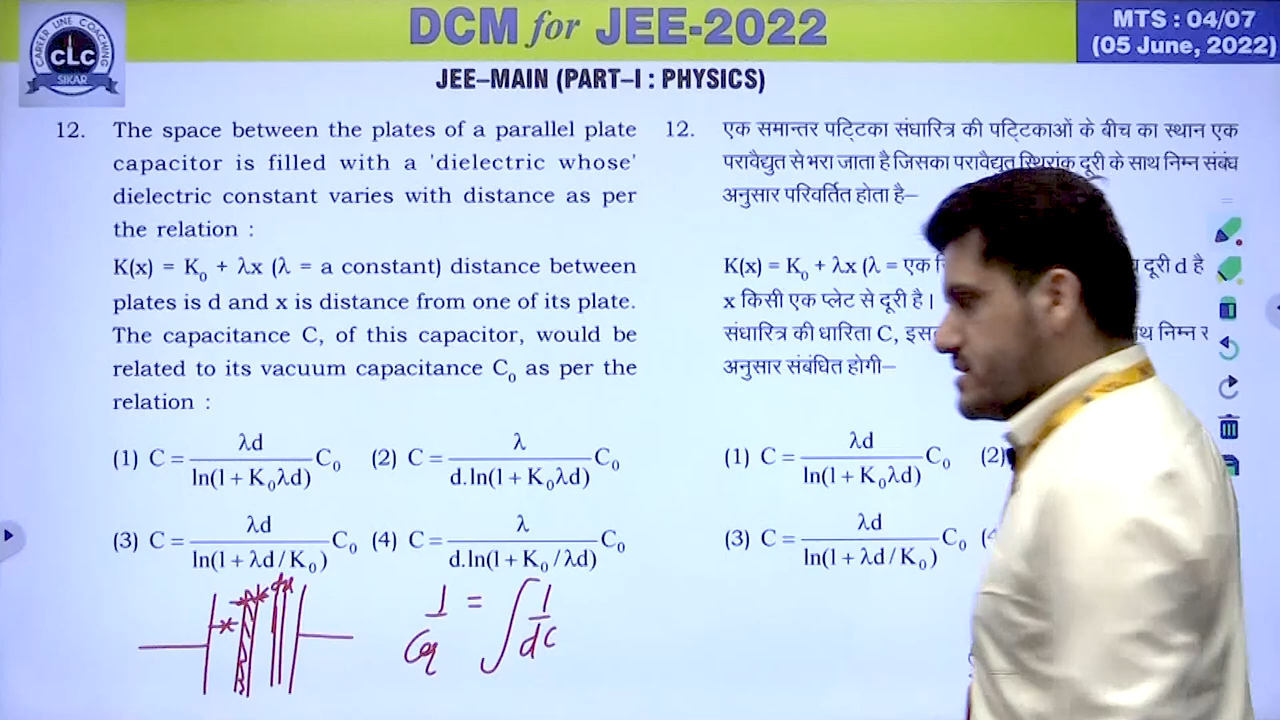 CAREER LINE COACHING
CLC
SIKAR
DCM for JEE-2022
MTS : 04/07
(05 June, 2022)
JEE–MAIN (PART–I : PHYSICS)
12. The space between the plates of a parallel plate
capacitor is filled with a 'dielectric whose'
dielectric constant varies with distance as per
the relation :
K(x) = K₀ + λx (λ = a constant) distance between
plates is d and x is distance from one of its plate.
The capacitance C, of this capacitor, would be
related to its vacuum capacitance C₀ as per the
relation :
(1) C = λd / ln(1 + K₀λd) C₀ (2) C = λ / d.ln(1 + K₀λd) C₀
(3) C = λd / ln(1 + λd/K₀) C₀ (4) C = λ / d.ln(1 + K₀/λd) C₀
x dx
1/Ceq = ∫ 1/dC
12. एक समान्तर पट्टिका संधारित्र की पट्टिकाओं के बीच का स्थान एक
परावैद्युत से भरा जाता है जिसका परावैद्युत स्थिरांक दूरी के साथ निम्न संबंध
अनुसार परिवर्तित होता है–
K(x) = K₀ + λx (λ = एक दूरी d है
x किसी एक प्लेट से दूरी है।
संधारित्र की धारिता C, निम्न
अनुसार संबंधित होगी–
(1) C = λd / ln(1 + K₀λd) C₀ (2)
(3) C = λd / ln(1 + λd/K₀) C₀